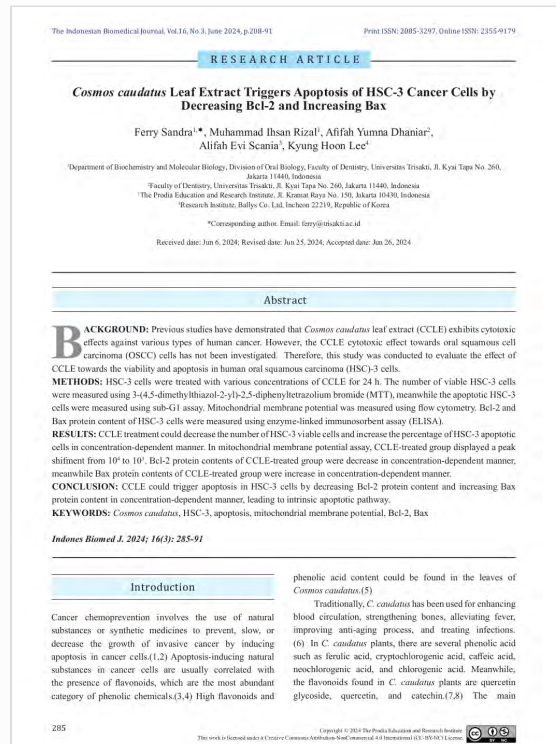 The Indonesian Biomedical Journal, Vol.16, No.3, June 2024, p.208-91
Print ISSN: 2085-3297, Online ISSN: 2355-9179
RESEARCH ARTICLE
Cosmos caudatus Leaf Extract Triggers Apoptosis of HSC-3 Cancer Cells by
Decreasing Bcl-2 and Increasing Bax
Ferry Sandra1,*, Muhammad Ihsan Rizal1, Afifah Yumna Dhaniar2,
Alifah Evi Scania3, Kyung Hoon Lee4
1Department of Biochemistry and Molecular Biology, Division of Oral Biology, Faculty of Dentistry, Universitas Trisakti, Jl. Kyai Tapa No. 260,
Jakarta 11440, Indonesia
2Faculty of Dentistry, Universitas Trisakti, Jl. Kyai Tapa No. 260, Jakarta 11440, Indonesia
3The Prodia Education and Research Institute, Jl. Kramat Raya No. 150, Jakarta 10430, Indonesia
4Research Institute, Ballys Co. Ltd, Incheon 22219, Republic of Korea
*Corresponding author. Email: ferry@trisakti.ac.id
Received date: Jun 6, 2024; Revised date: Jun 25, 2024; Accepted date: Jun 26, 2024
Abstract
BACKGROUND: Previous studies have demonstrated that Cosmos caudatus leaf extract (CCLE) exhibits cytotoxic
effects against various types of human cancer. However, the CCLE cytotoxic effect towards oral squamous cell
carcinoma (OSCC) cells has not been investigated. Therefore, this study was conducted to evaluate the effect of
CCLE towards the viability and apoptosis in human oral squamous carcinoma (HSC)-3 cells.
METHODS: HSC-3 cells were treated with various concentrations of CCLE for 24 h. The number of viable HSC-3 cells
were measured using 3-(4,5-dimethylthiazol-2-yl)-2,5-diphenyltetrazolium bromide (MTT), meanwhile the apoptotic HSC-3
cells were measured using sub-G1 assay. Mitochondrial membrane potential was measured using flow cytometry. Bcl-2 and
Bax protein content of HSC-3 cells were measured using enzyme-linked immunosorbent assay (ELISA).
RESULTS: CCLE treatment could decrease the number of HSC-3 viable cells and increase the percentage of HSC-3 apoptotic
cells in concentration-dependent manner. In mitochondrial membrane potential assay, CCLE-treated group displayed a peak
shifment from 10⁴ to 10³. Bcl-2 protein contents of CCLE-treated group were decrease in concentration-dependent manner,
meanwhile Bax protein contents of CCLE-treated group were increase in concentration-dependent manner.
CONCLUSION: CCLE could trigger apoptosis in HSC-3 cells by decreasing Bcl-2 protein content and increasing Bax
protein content in concentration-dependent manner, leading to intrinsic apoptotic pathway.
KEYWORDS: Cosmos caudatus, HSC-3, apoptosis, mitochondrial membrane potential, Bcl-2, Bax
Indones Biomed J. 2024; 16(3): 285-91
Introduction
Cancer chemoprevention involves the use of natural
substances or synthetic medicines to prevent, slow, or
decrease the growth of invasive cancer by inducing
apoptosis in cancer cells.(1,2) Apoptosis-inducing natural
substances in cancer cells are usually correlated with
the presence of flavonoids, which are the most abundant
category of phenolic chemicals.(3,4) High flavonoids and
phenolic acid content could be found in the leaves of
Cosmos caudatus.(5)
Traditionally, C. caudatus has been used for enhancing
blood circulation, strengthening bones, alleviating fever,
improving anti-aging process, and treating infections.
(6) In C. caudatus plants, there are several phenolic acid
such as ferulic acid, cryptochlorogenic acid, caffeic acid,
neochlorogenic acid, and chlorogenic acid. Meanwhile,
the flavonoids found in C. caudatus plants are quercetin
glycoside, quercetin, and catechin.(7,8) The main
285
Copyright © 2024 The Prodia Education and Research Institute
This work is licensed under a Creative Commons Attribution-NonCommercial 4.0 International (CC-BY-NC) License.